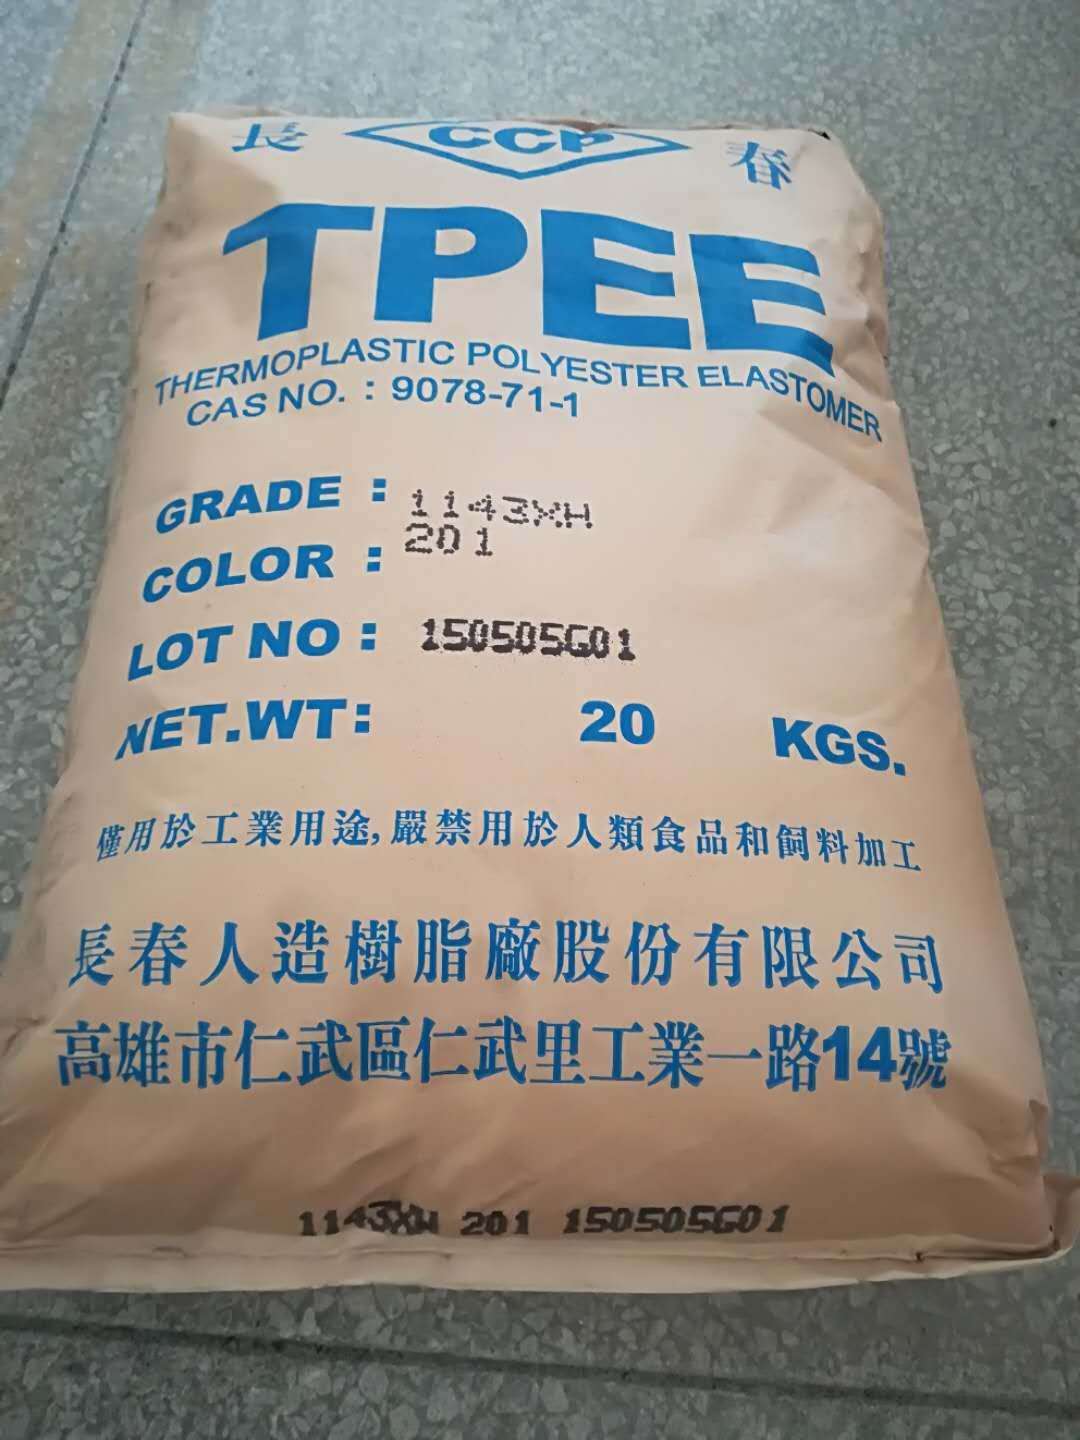 長 CCP 春
TPEE
THERMOPLASTIC POLYESTER ELASTOMER
CAS NO. : 9078-71-1
GRADE : 1143XH
COLOR : 201
LOT NO : 150505G01
NET.WT: 20 KGS.
僅用於工業用途,嚴禁用於人類食品和飼料加工
長春人造樹脂廠股份有限公司
高雄市仁武區仁武里工業一路14號
201 150505G01